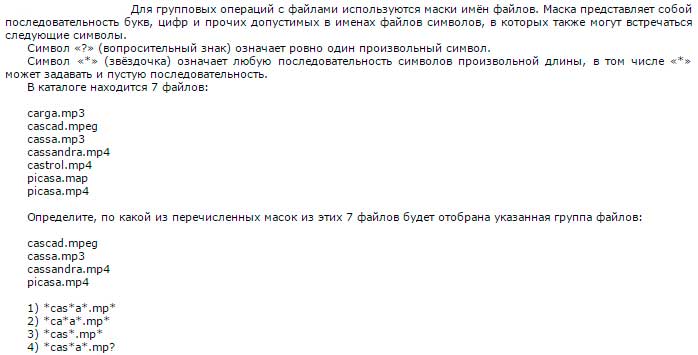 Для групповых операций с файлами используются маски имён файлов. Маска представляет собой
последовательность букв, цифр и прочих допустимых в именах файлов символов, в которых также могут встречаться
следующие символы.
Символ «?» (вопросительный знак) означает ровно один произвольный символ.
Символ «*» (звёздочка) означает любую последовательность символов произвольной длины, в том числе «*»
может задавать и пустую последовательность.
В каталоге находится 7 файлов:
carga.mp3
cascad.mpeg
cassa.mp3
cassandra.mp4
castrol.mp4
picasa.map
picasa.mp4
Определите, по какой из перечисленных масок из этих 7 файлов будет отобрана указанная группа файлов:
cascad.mpeg
cassa.mp3
cassandra.mp4
picasa.mp4
1) *cas*a*.mp*
2) *ca*a*.mp*
3) *cas*.mp*
4) *cas*a*.mp?